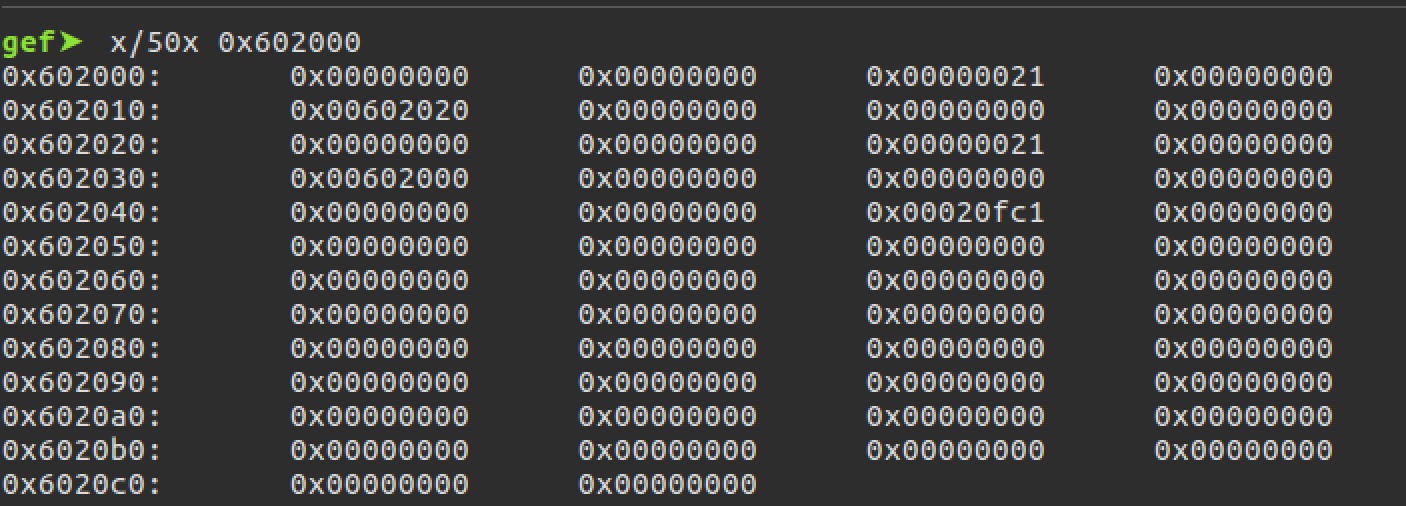 gef➤ x/50x 0x602000
0x602000: 0x00000000 0x00000000 0x00000021 0x00000000
0x602010: 0x00602020 0x00000000 0x00000000 0x00000000
0x602020: 0x00000000 0x00000000 0x00000021 0x00000000
0x602030: 0x00602000 0x00000000 0x00000000 0x00000000
0x602040: 0x00000000 0x00000000 0x00020fc1 0x00000000
0x602050: 0x00000000 0x00000000 0x00000000 0x00000000
0x602060: 0x00000000 0x00000000 0x00000000 0x00000000
0x602070: 0x00000000 0x00000000 0x00000000 0x00000000
0x602080: 0x00000000 0x00000000 0x00000000 0x00000000
0x602090: 0x00000000 0x00000000 0x00000000 0x00000000
0x6020a0: 0x00000000 0x00000000 0x00000000 0x00000000
0x6020b0: 0x00000000 0x00000000 0x00000000 0x00000000
0x6020c0: 0x00000000 0x00000000